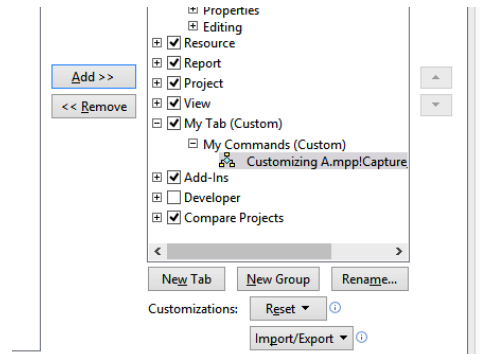 Properties
Editing
Resource
Report
Add >>
Project
<< Remove
View
My Tab (Custom)
My Commands (Custom)
Customizing A.mpp!Capture
Add-Ins
Developer
Compare Projects
New Tab New Group Rename...
Customizations: Reset
Import/Export